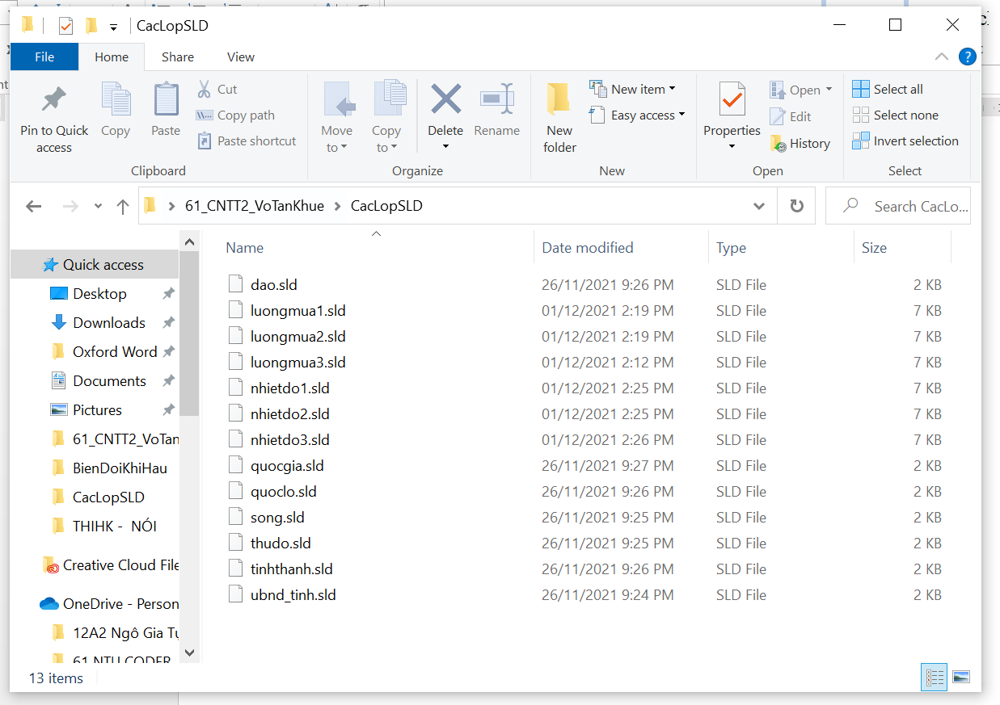 CacLopSLD
File Home Share View
Pin to Quick access
Copy
Paste
Cut
Copy path
Paste shortcut
Clipboard
Move to
Copy to
Delete
Rename
Organize
New folder
New item
Easy access
New
Properties
Open
Edit
History
Open
Select all
Select none
Invert selection
Select
61_CNTT2_VoTanKhue > CacLopSLD
Search CacLo...
Quick access
Desktop
Downloads
Oxford Word
Documents
Pictures
61_CNTT2_VoTan
BienDoiKhiHau
CacLopSLD
THIHK - NÓI
Creative Cloud File
OneDrive - Person
12A2 Ngô Gia Tự
61 NTU CODER
Name Date modified Type Size
dao.sld 26/11/2021 9:26 PM SLD File 2 KB
luongmua1.sld 01/12/2021 2:19 PM SLD File 7 KB
luongmua2.sld 01/12/2021 2:19 PM SLD File 7 KB
luongmua3.sld 01/12/2021 2:12 PM SLD File 7 KB
nhietdo1.sld 01/12/2021 2:25 PM SLD File 7 KB
nhietdo2.sld 01/12/2021 2:25 PM SLD File 7 KB
nhietdo3.sld 01/12/2021 2:26 PM SLD File 7 KB
quocgia.sld 26/11/2021 9:27 PM SLD File 2 KB
quoclo.sld 26/11/2021 9:26 PM SLD File 2 KB
song.sld 26/11/2021 9:25 PM SLD File 2 KB
thudo.sld 26/11/2021 9:25 PM SLD File 2 KB
tinhthanh.sld 26/11/2021 9:26 PM SLD File 2 KB
ubnd_tinh.sld 26/11/2021 9:24 PM SLD File 2 KB
13 items